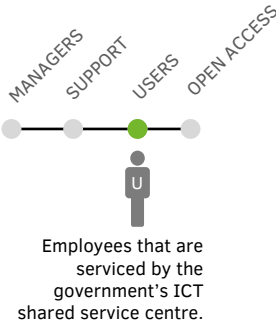 MANAGERS
SUPPORT
USERS
OPEN ACCESS
U
Employees that are
serviced by the
government’s ICT
shared service centre.